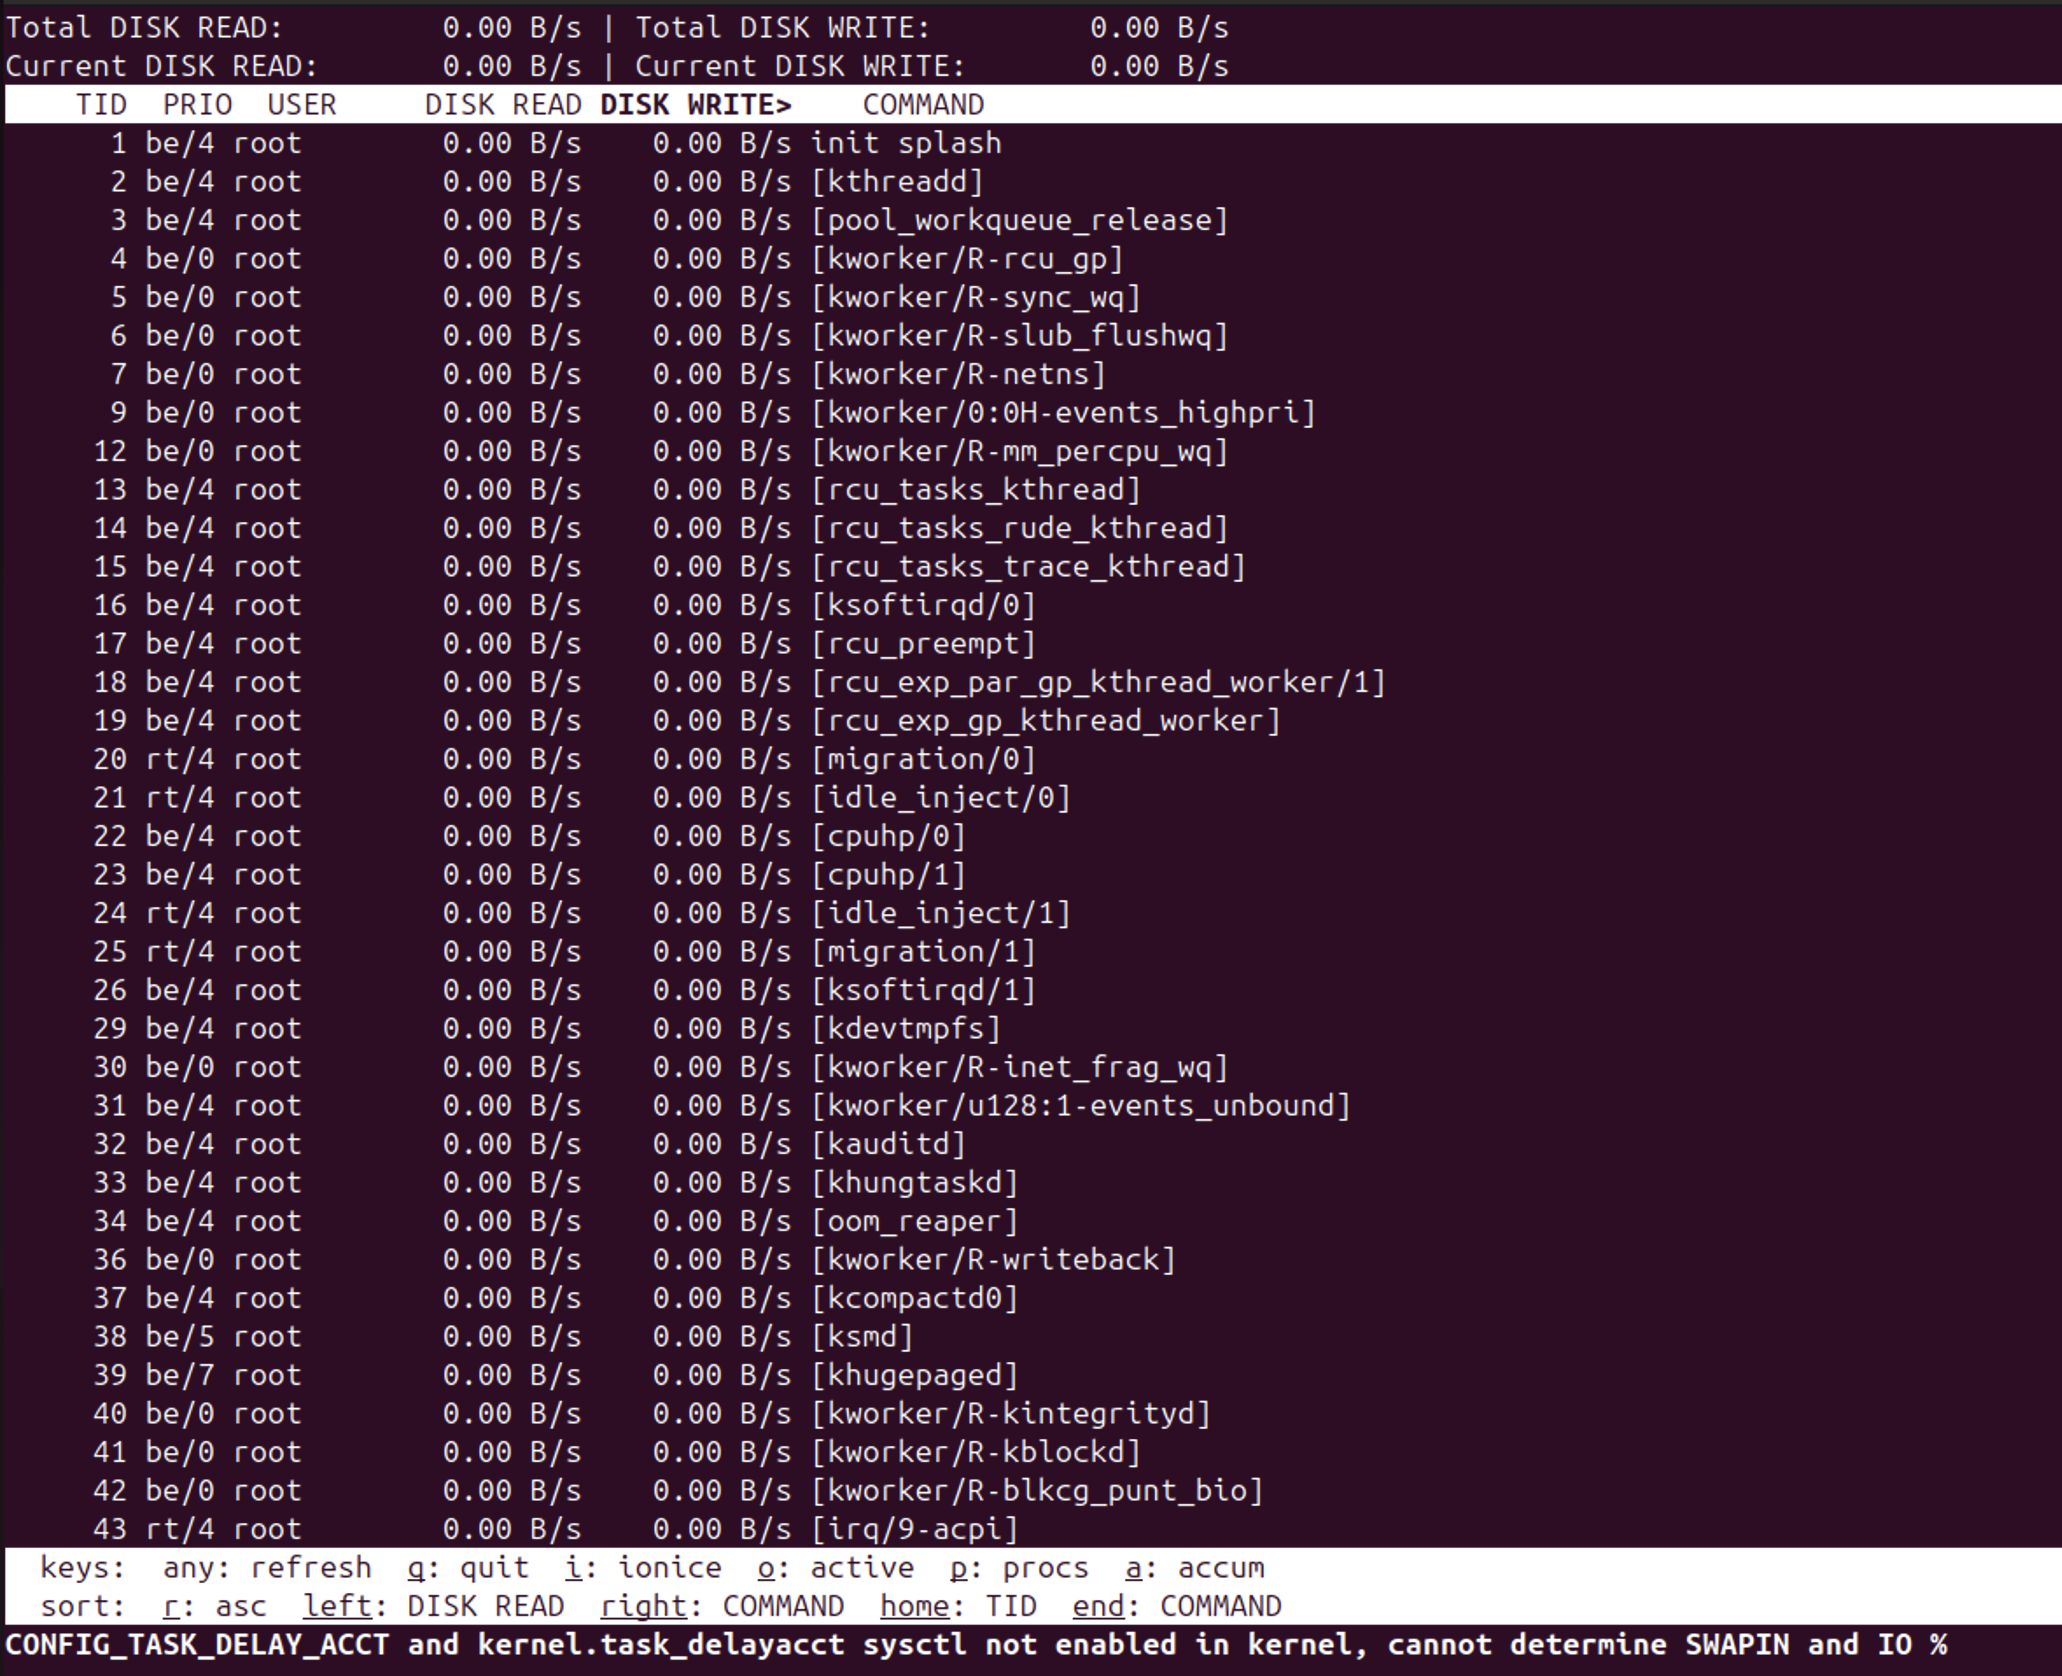 Total DISK READ:         0.00 B/s | Total DISK WRITE:         0.00 B/s
Current DISK READ:       0.00 B/s | Current DISK WRITE:       0.00 B/s
    TID  PRIO  USER     DISK READ DISK WRITE>    COMMAND
      1 be/4 root        0.00 B/s    0.00 B/s init splash
      2 be/4 root        0.00 B/s    0.00 B/s [kthreadd]
      3 be/4 root        0.00 B/s    0.00 B/s [pool_workqueue_release]
      4 be/0 root        0.00 B/s    0.00 B/s [kworker/R-rcu_gp]
      5 be/0 root        0.00 B/s    0.00 B/s [kworker/R-sync_wq]
      6 be/0 root        0.00 B/s    0.00 B/s [kworker/R-slub_flushwq]
      7 be/0 root        0.00 B/s    0.00 B/s [kworker/R-netns]
      9 be/0 root        0.00 B/s    0.00 B/s [kworker/0:0H-events_highpri]
     12 be/0 root        0.00 B/s    0.00 B/s [kworker/R-mm_percpu_wq]
     13 be/4 root        0.00 B/s    0.00 B/s [rcu_tasks_kthread]
     14 be/4 root        0.00 B/s    0.00 B/s [rcu_tasks_rude_kthread]
     15 be/4 root        0.00 B/s    0.00 B/s [rcu_tasks_trace_kthread]
     16 be/4 root        0.00 B/s    0.00 B/s [ksoftirqd/0]
     17 be/4 root        0.00 B/s    0.00 B/s [rcu_preempt]
     18 be/4 root        0.00 B/s    0.00 B/s [rcu_exp_par_gp_kthread_worker/1]
     19 be/4 root        0.00 B/s    0.00 B/s [rcu_exp_gp_kthread_worker]
     20 rt/4 root        0.00 B/s    0.00 B/s [migration/0]
     21 rt/4 root        0.00 B/s    0.00 B/s [idle_inject/0]
     22 be/4 root        0.00 B/s    0.00 B/s [cpuhp/0]
     23 be/4 root        0.00 B/s    0.00 B/s [cpuhp/1]
     24 rt/4 root        0.00 B/s    0.00 B/s [idle_inject/1]
     25 rt/4 root        0.00 B/s    0.00 B/s [migration/1]
     26 be/4 root        0.00 B/s    0.00 B/s [ksoftirqd/1]
     29 be/4 root        0.00 B/s    0.00 B/s [kdevtmpfs]
     30 be/0 root        0.00 B/s    0.00 B/s [kworker/R-inet_frag_wq]
     31 be/4 root        0.00 B/s    0.00 B/s [kworker/u128:1-events_unbound]
     32 be/4 root        0.00 B/s    0.00 B/s [kauditd]
     33 be/4 root        0.00 B/s    0.00 B/s [khungtaskd]
     34 be/4 root        0.00 B/s    0.00 B/s [oom_reaper]
     36 be/0 root        0.00 B/s    0.00 B/s [kworker/R-writeback]
     37 be/4 root        0.00 B/s    0.00 B/s [kcompactd0]
     38 be/5 root        0.00 B/s    0.00 B/s [ksmd]
     39 be/7 root        0.00 B/s    0.00 B/s [khugepaged]
     40 be/0 root        0.00 B/s    0.00 B/s [kworker/R-kintegrityd]
     41 be/0 root        0.00 B/s    0.00 B/s [kworker/R-kblockd]
     42 be/0 root        0.00 B/s    0.00 B/s [kworker/R-blkcg_punt_bio]
     43 rt/4 root        0.00 B/s    0.00 B/s [irq/9-acpi]
  keys:  any: refresh  q: quit  i: ionice  o: active  p: procs  a: accum
  sort:  r: asc  left: DISK READ  right: COMMAND  home: TID  end: COMMAND
CONFIG_TASK_DELAY_ACCT and kernel.task_delayacct sysctl not enabled in kernel, cannot determine SWAPIN and IO %